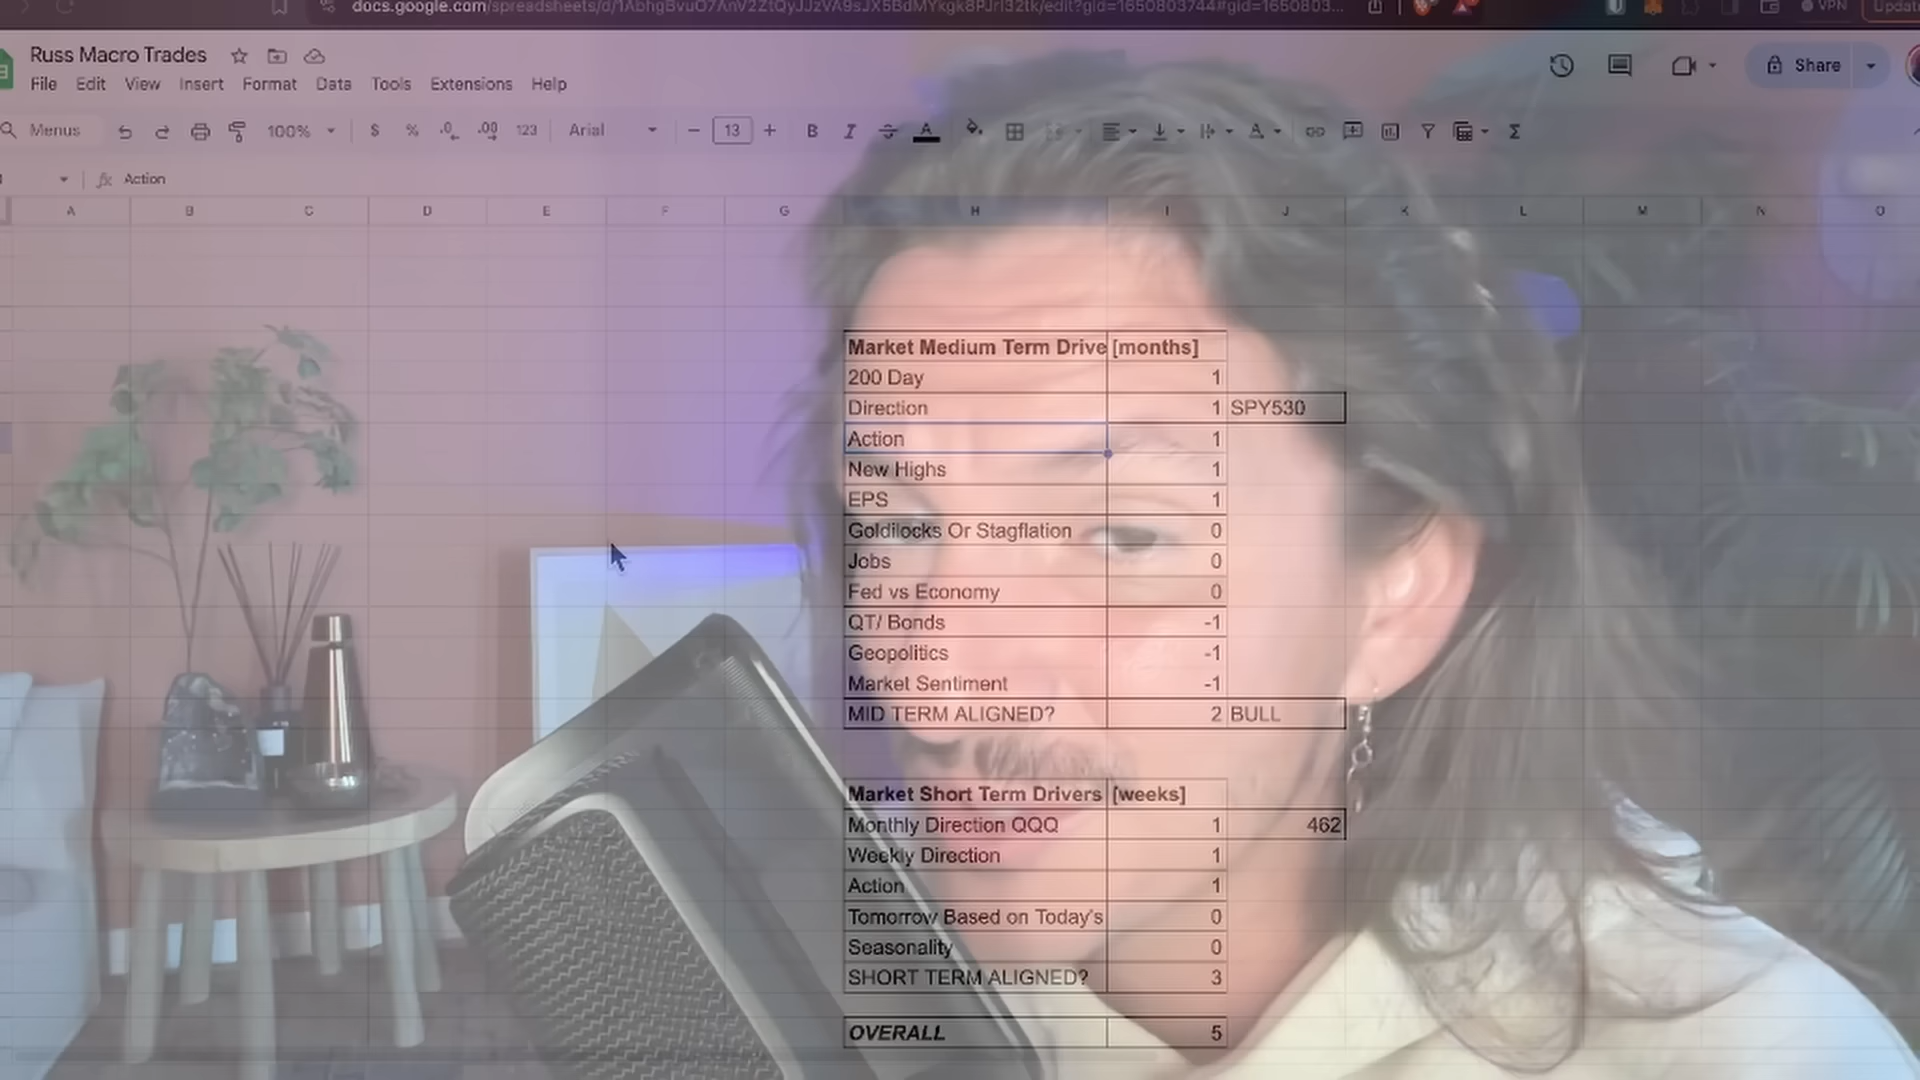 docs.google.com/spreadsheets/d/
Updat
VPN
Russ Macro Trades
File Edit View Insert Format Data Tools Extensions Help
Share
Menus 100% $ % .0 .00 123 Arial 13 B I A
fx Action
A B C D E F G H I J K L M N O
Market Medium Term Drive [months]
200 Day 1
Direction 1 SPY530
Action 1
New Highs 1
EPS 1
Goldilocks Or Stagflation 0
Jobs 0
Fed vs Economy 0
QT/ Bonds -1
Geopolitics -1
Market Sentiment -1
MID TERM ALIGNED? 2 BULL
Market Short Term Drivers [weeks]
Monthly Direction QQQ 1 462
Weekly Direction 1
Action 1
Tomorrow Based on Today's 0
Seasonality 0
SHORT TERM ALIGNED? 3
OVERALL 5